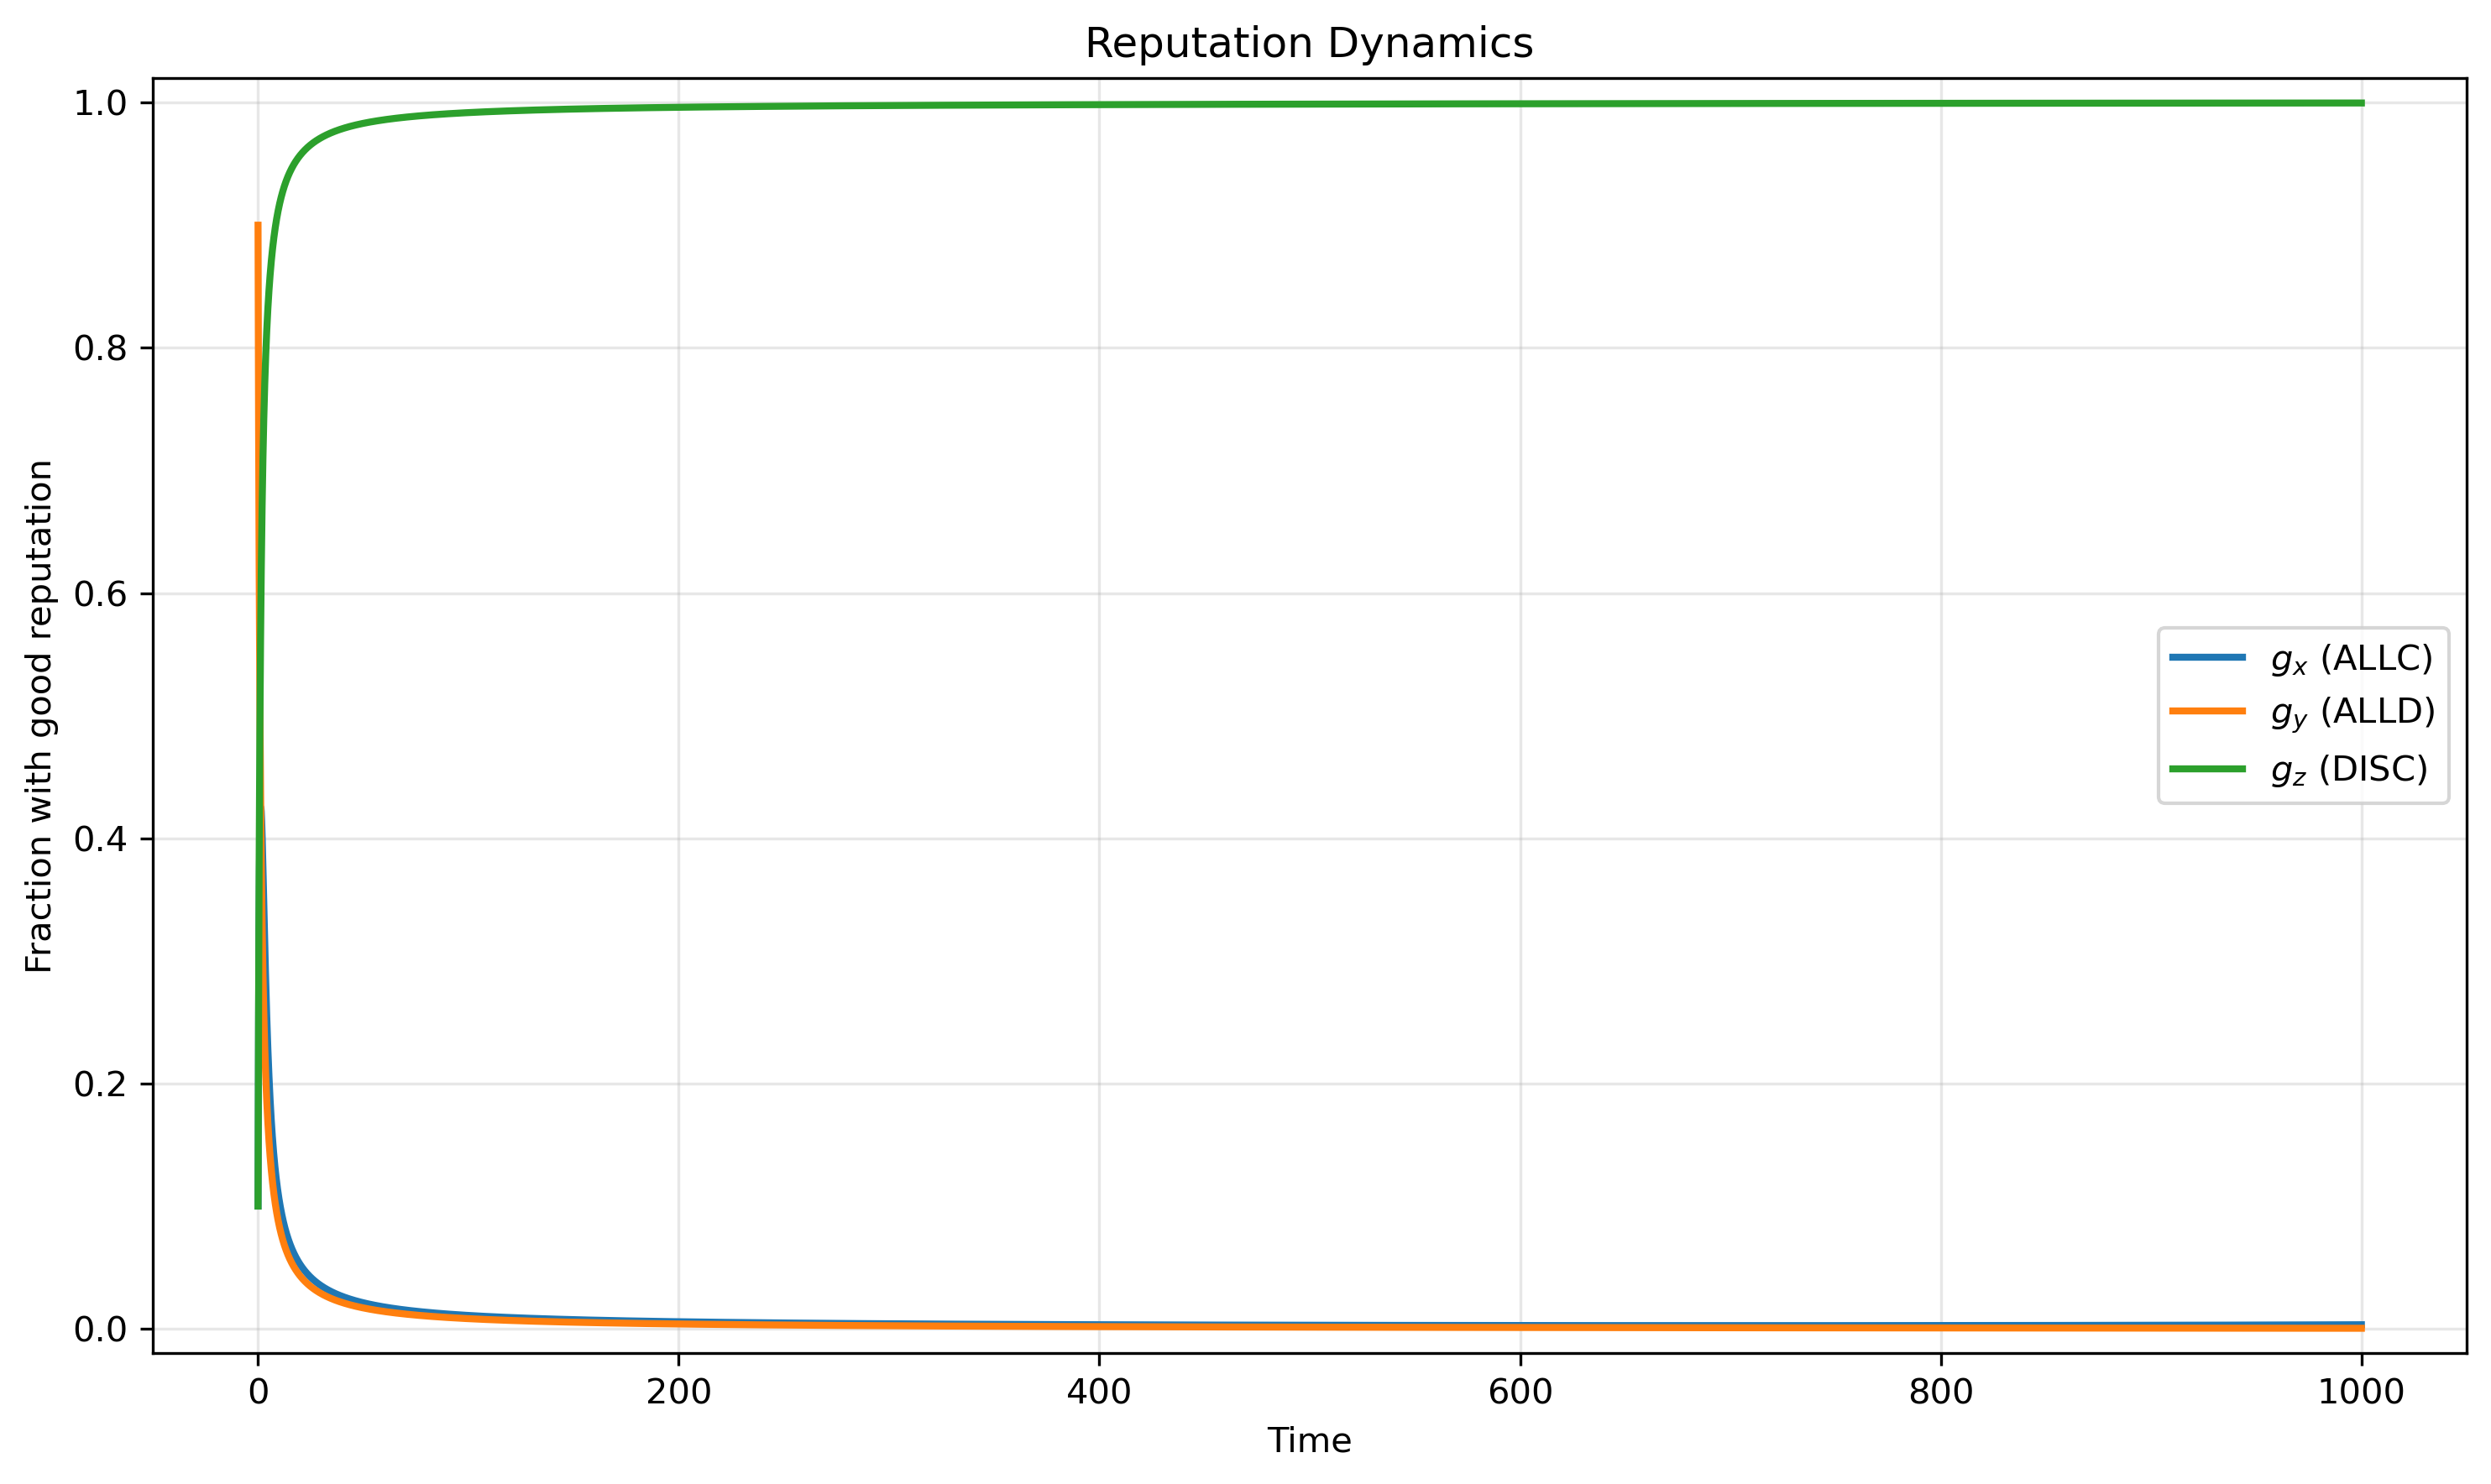 Reputation Dynamics
Fraction with good reputation
1.0
0.8
0.6
0.4
0.2
0.0
g_x (ALLC)
g_y (ALLD)
g_z (DISC)
0 200 400 600 800 1000
Time